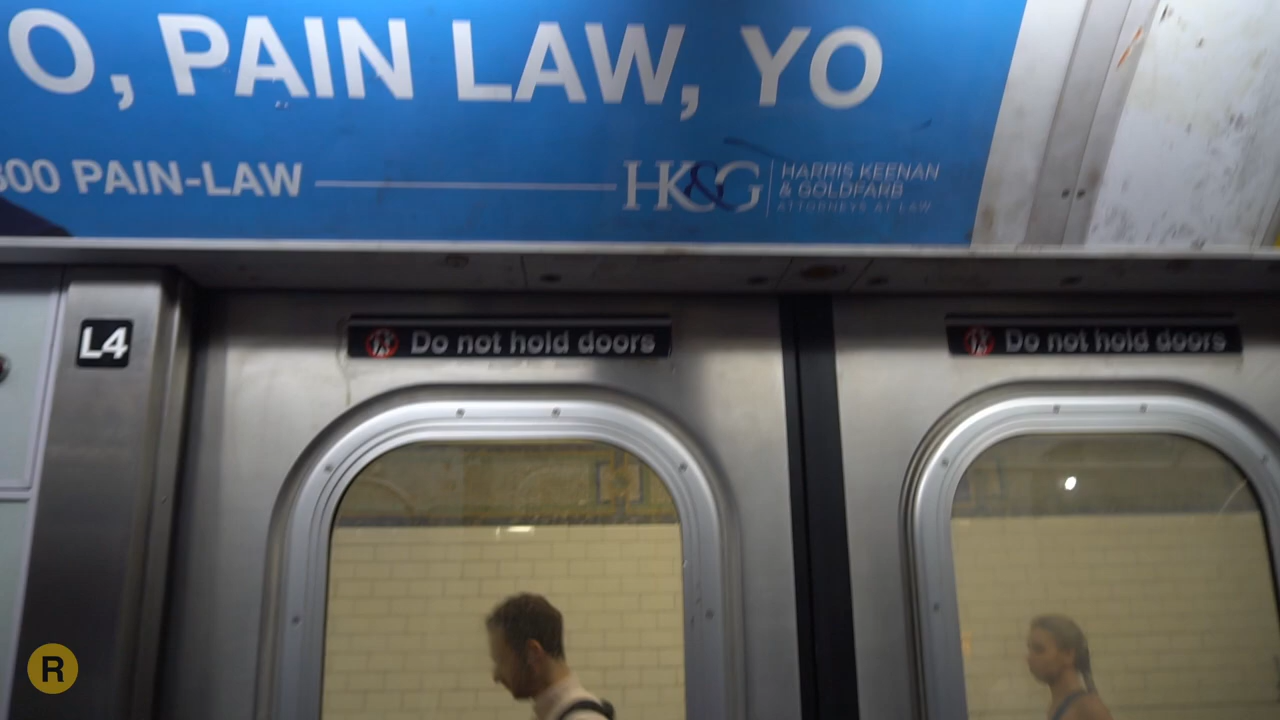 O, PAIN LAW, YO
800 PAIN-LAW
HK&G
HARRIS KEENAN
& GOLDFARB
ATTORNEYS AT LAW
L4
Do not hold doors
Do not hold doors
R